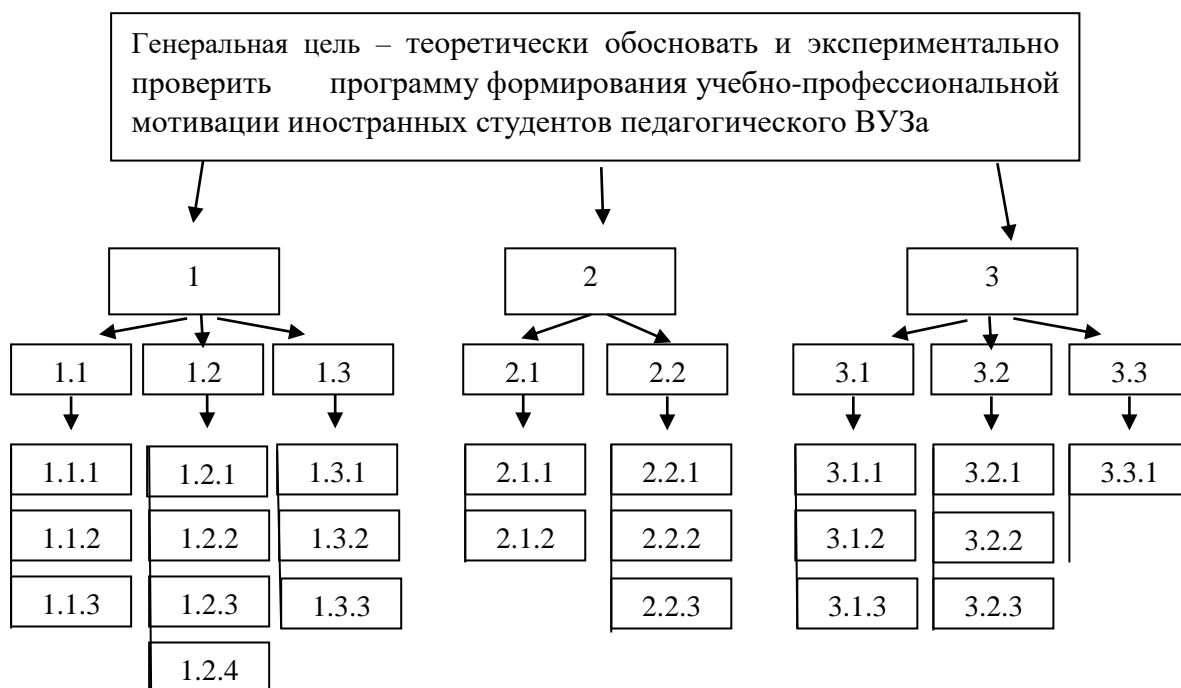 Генеральная цель – теоретически обосновать и экспериментально
проверить программу формирования учебно-профессиональной
мотивации иностранных студентов педагогического ВУЗа
1 2 3
1.1 1.2 1.3 2.1 2.2 3.1 3.2 3.3
1.1.1 1.2.1 1.3.1 2.1.1 2.2.1 3.1.1 3.2.1 3.3.1
1.1.2 1.2.2 1.3.2 2.1.2 2.2.2 3.1.2 3.2.2
1.1.3 1.2.3 1.3.3 2.2.3 3.1.3 3.2.3
1.2.4